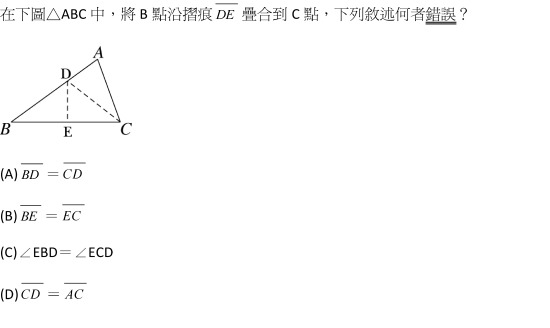 在下圖△ABC 中，將 B 點沿摺痕 $\overline{DE}$ 疊合到 C 點，下列敘述何者錯誤？
A
D
B
E
C
(A) $\overline{BD}$ ＝ $\overline{CD}$
(B) $\overline{BE}$ ＝ $\overline{EC}$
(C) ∠EBD＝∠ECD
(D) $\overline{CD}$ ＝ $\overline{AC}$